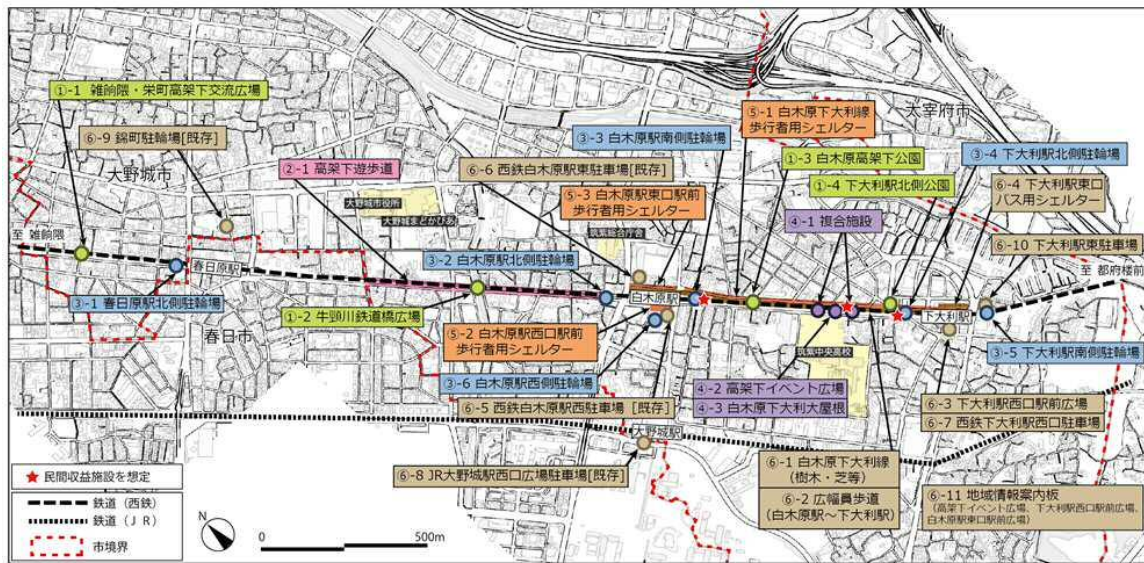 ①-1 雑餉隈・栄町高架下交流広場
⑥-9 錦町駐輪場[既存]
大野城市
②-1 高架下遊歩道
大野城市役所
大野城まどかぴあ
⑥-6 西鉄白木原駅東駐車場[既存]
③-3 白木原駅南側駐輪場
⑤-3 白木原駅東口駅前
歩行者用シェルター
筑紫総合庁舎
⑤-1 白木原下大利線
歩行者用シェルター
太宰府市
①-3 白木原高架下公園
①-4 下大利駅北側公園
④-1 複合施設
③-4 下大利駅北側駐輪場
⑥-4 下大利駅東口
バス用シェルター
⑥-10 下大利駅東駐車場
至 雑餉隈
至 都府楼前
春日原駅
③-2 白木原駅北側駐輪場
白木原駅
下大利駅
③-1 春日原駅北側駐輪場
春日市
①-2 牛頸川鉄道橋広場
⑤-2 白木原駅西口駅前
歩行者用シェルター
③-6 白木原駅西側駐輪場
⑥-5 西鉄白木原駅西駐車場 [既存]
大野城駅
⑥-8 JR大野城駅西口広場駐車場[既存]
筑紫中央高校
④-2 高架下イベント広場
④-3 白木原下大利大屋根
③-5 下大利駅南側駐輪場
⑥-3 下大利駅西口駅前広場
⑥-7 西鉄下大利駅西口駐車場
⑥-1 白木原下大利線
(樹木・芝等)
⑥-2 広幅員歩道
(白木原駅～下大利駅)
⑥-11 地域情報案内板
(高架下イベント広場、下大利駅西口駅前広場、
白木原駅東口駅前広場)
民間収益施設を想定
鉄道（西鉄）
鉄道（ＪＲ）
市境界
N
0 500m